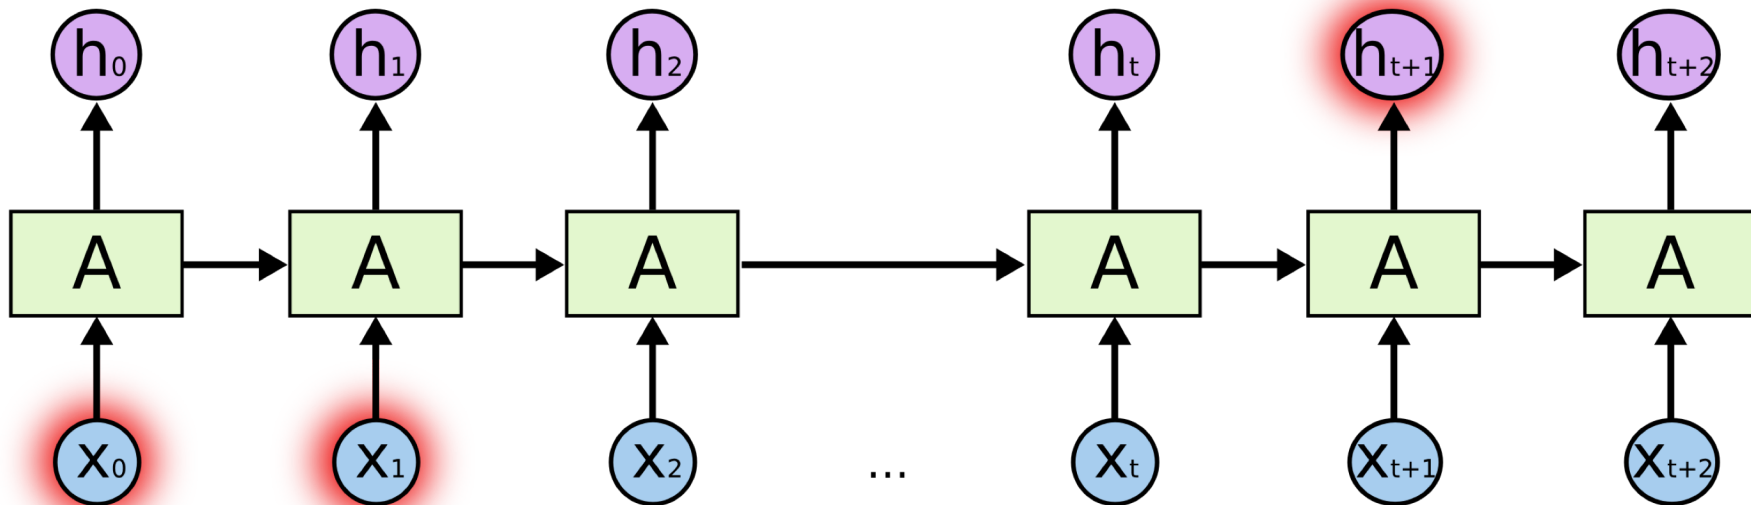 h0 h1 h2 ht ht+1 ht+2
A A A A A A
x0 x1 x2 ... xt xt+1 xt+2